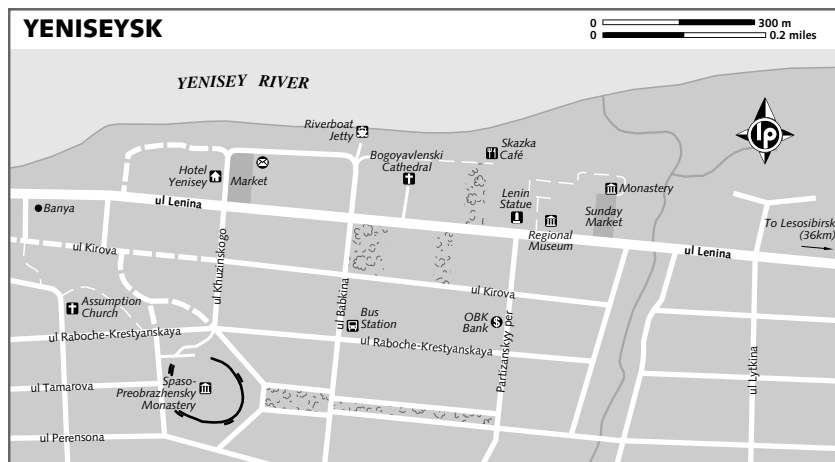 YENISEYSK
0 300 m
0 0.2 miles
YENISEY RIVER
Riverboat
Jetty
Skazka
Café
Bogoyavlenski
Cathedral
lp
Hotel
Yenisey
Market
Monastery
Lenin
Statue
Banya
ul Lenina
Sunday
Market
Regional
Museum
To Lesosibirsk
(36km)
ul Lenina
ul Kirova
ul Khuzinskogo
ul Kirova
ul Babkina
Assumption
Church
Bus
Station
OBK
Bank
$
Partizanskyy per
ul Raboche-Krestyanskaya
ul Raboche-Krestyanskaya
ul Lytkina
Spaso-
Preobrazhensky
Monastery
ul Tamarova
ul Perensona